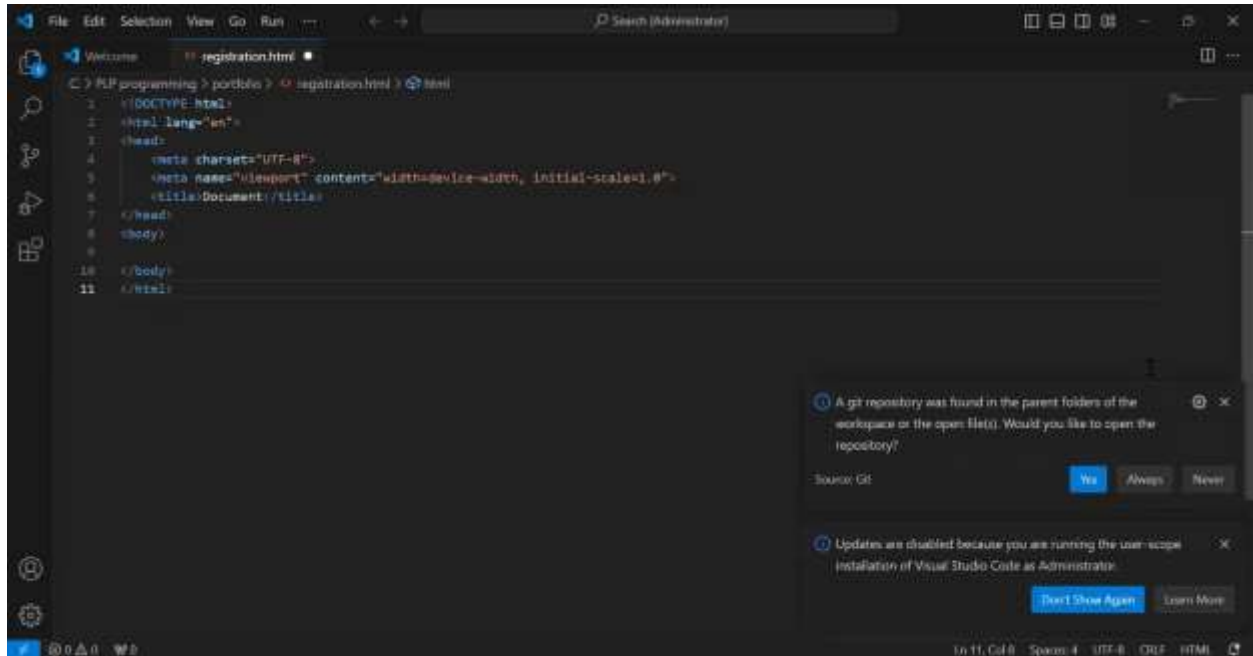 File Edit Selection View Go Run ··· Search [Administrator]
Welcome registration.html
C: > PLP programming > portfolio > registration.html > html
1 <!DOCTYPE html>
2 <html lang="en">
3 <head>
4 <meta charset="UTF-8">
5 <meta name="viewport" content="width=device-width, initial-scale=1.0">
6 <title>Document</title>
7 </head>
8 <body>
9
10 </body>
11 </html>
A git repository was found in the parent folders of the
workspace or the open file(s). Would you like to open the
repository?
Source: Git Yes Always Never
Updates are disabled because you are running the user-scope
installation of Visual Studio Code as Administrator.
Don't Show Again Learn More
0 0 Ln 11, Col 8 Spaces: 4 UTF-8 CRLF HTML